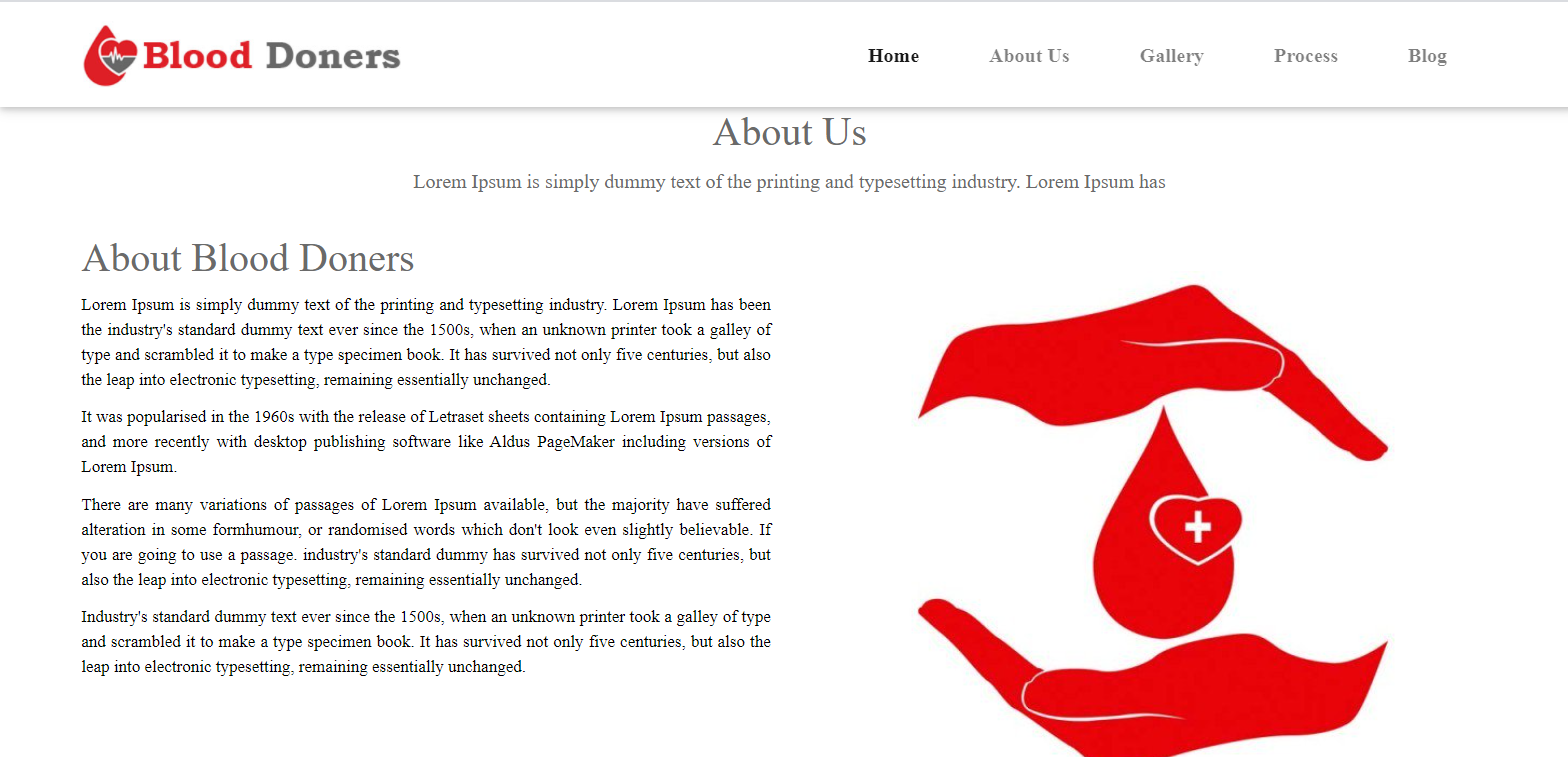 Blood Doners
Home About Us Gallery Process Blog
About Us
Lorem Ipsum is simply dummy text of the printing and typesetting industry. Lorem Ipsum has
About Blood Doners
Lorem Ipsum is simply dummy text of the printing and typesetting industry. Lorem Ipsum has been
the industry's standard dummy text ever since the 1500s, when an unknown printer took a galley of
type and scrambled it to make a type specimen book. It has survived not only five centuries, but also
the leap into electronic typesetting, remaining essentially unchanged.
It was popularised in the 1960s with the release of Letraset sheets containing Lorem Ipsum passages,
and more recently with desktop publishing software like Aldus PageMaker including versions of
Lorem Ipsum.
There are many variations of passages of Lorem Ipsum available, but the majority have suffered
alteration in some formhumour, or randomised words which don't look even slightly believable. If
you are going to use a passage. industry's standard dummy has survived not only five centuries, but
also the leap into electronic typesetting, remaining essentially unchanged.
Industry's standard dummy text ever since the 1500s, when an unknown printer took a galley of type
and scrambled it to make a type specimen book. It has survived not only five centuries, but also the
leap into electronic typesetting, remaining essentially unchanged.